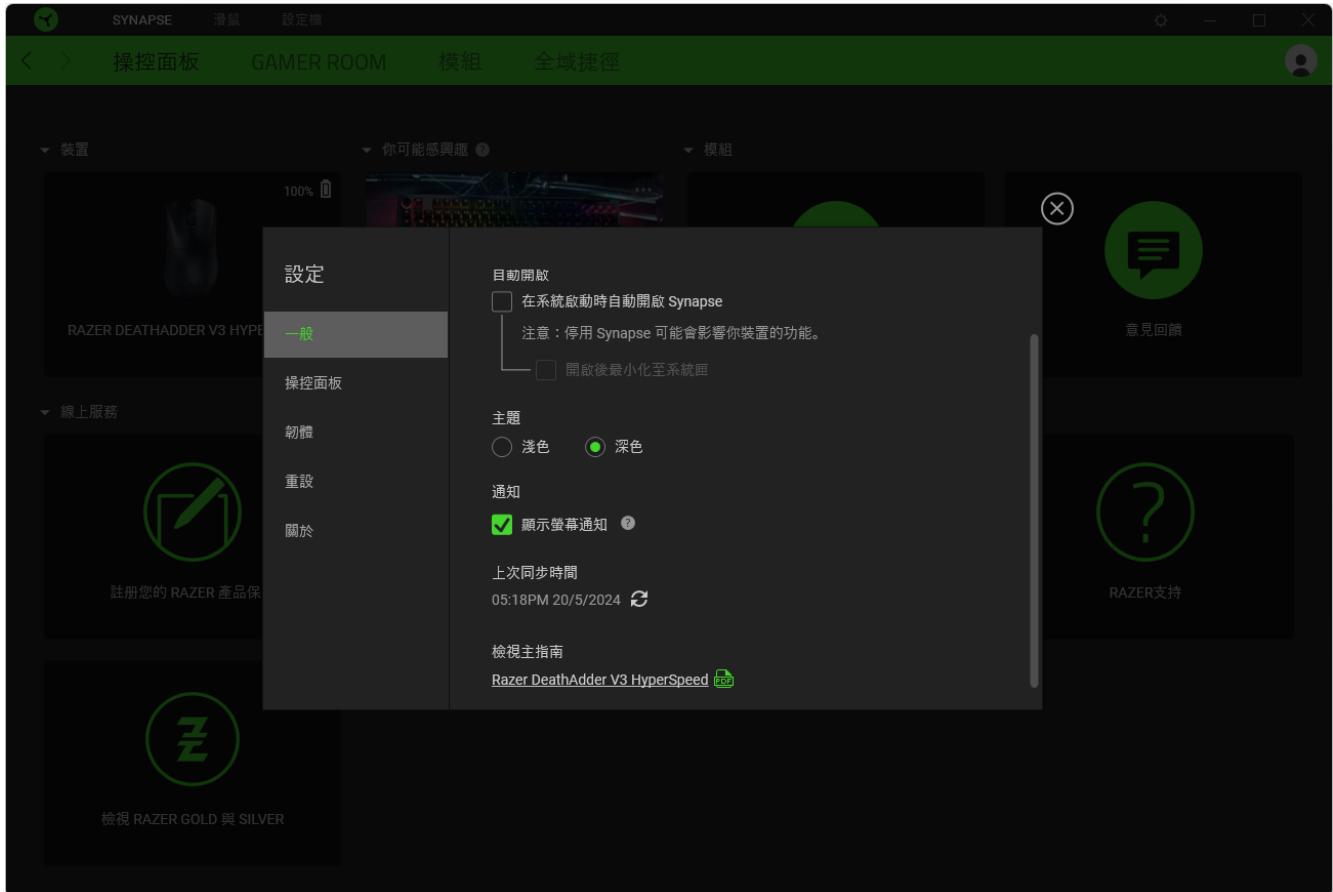 SYNAPSE 滑鼠 設定檔
操控面板 GAMER ROOM 模組 全域捷徑
裝置 你可能感興趣 ? 模組
100%
RAZER DEATHADDER V3 HYPE
意見回饋
線上服務
註册您的 RAZER 產品保
RAZER支持
檢視 RAZER GOLD 與 SILVER
設定
一般
操控面板
韌體
重設
關於
自動開啟
在系統啟動時自動開啟 Synapse
注意：停用 Synapse 可能會影響你裝置的功能。
開啟後最小化至系統匣
主題
淺色 深色
通知
顯示螢幕通知 ?
上次同步時間
05:18PM 20/5/2024
檢視主指南
Razer DeathAdder V3 HyperSpeed PDF